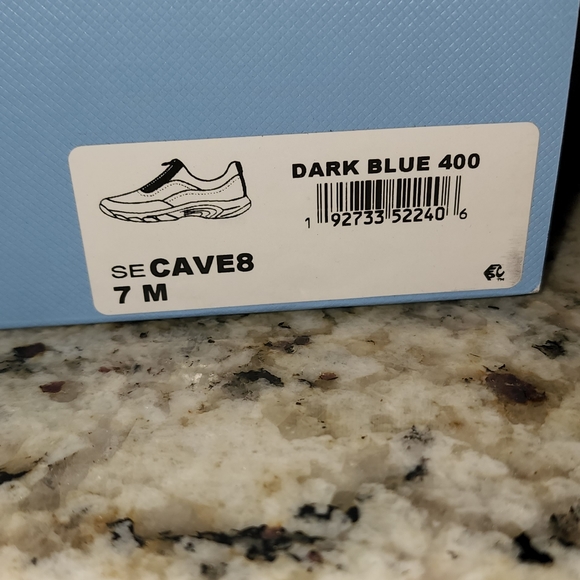 DARK BLUE 400
1 92733 52240 6
SE CAVE8
7 M